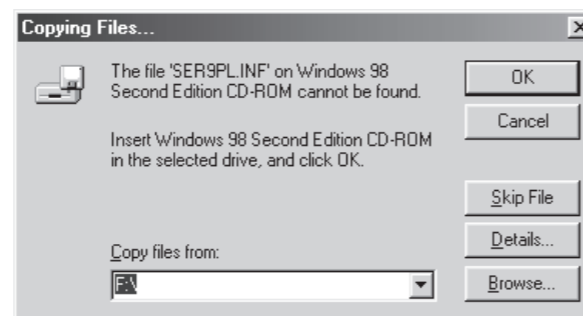 Copying Files...
The file 'SER9PL.INF' on Windows 98
Second Edition CD-ROM cannot be found.
Insert Windows 98 Second Edition CD-ROM
in the selected drive, and click OK.
Copy files from:
F:\
OK
Cancel
Skip File
Details...
Browse...